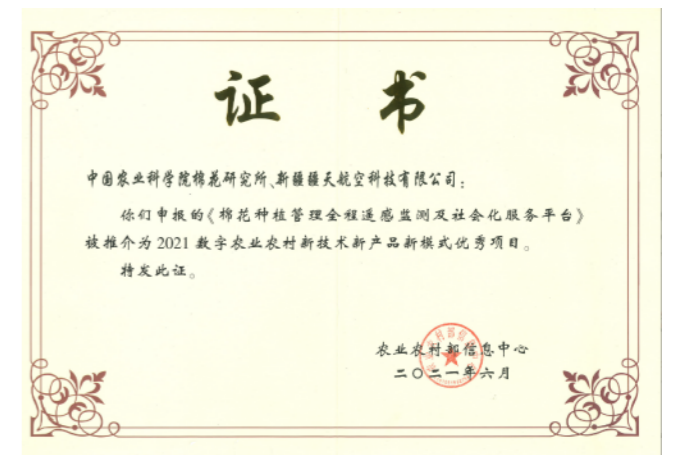 证 书
中国农业科学院棉花研究所、新疆疆天航空科技有限公司：
你们申报的《棉花种植管理全程遥感监测及社会化服务平台》
被推介为 2021 数字农业农村新技术新产品新模式优秀项目。
特发此证。
农业农村部信息中心
二〇二一年六月